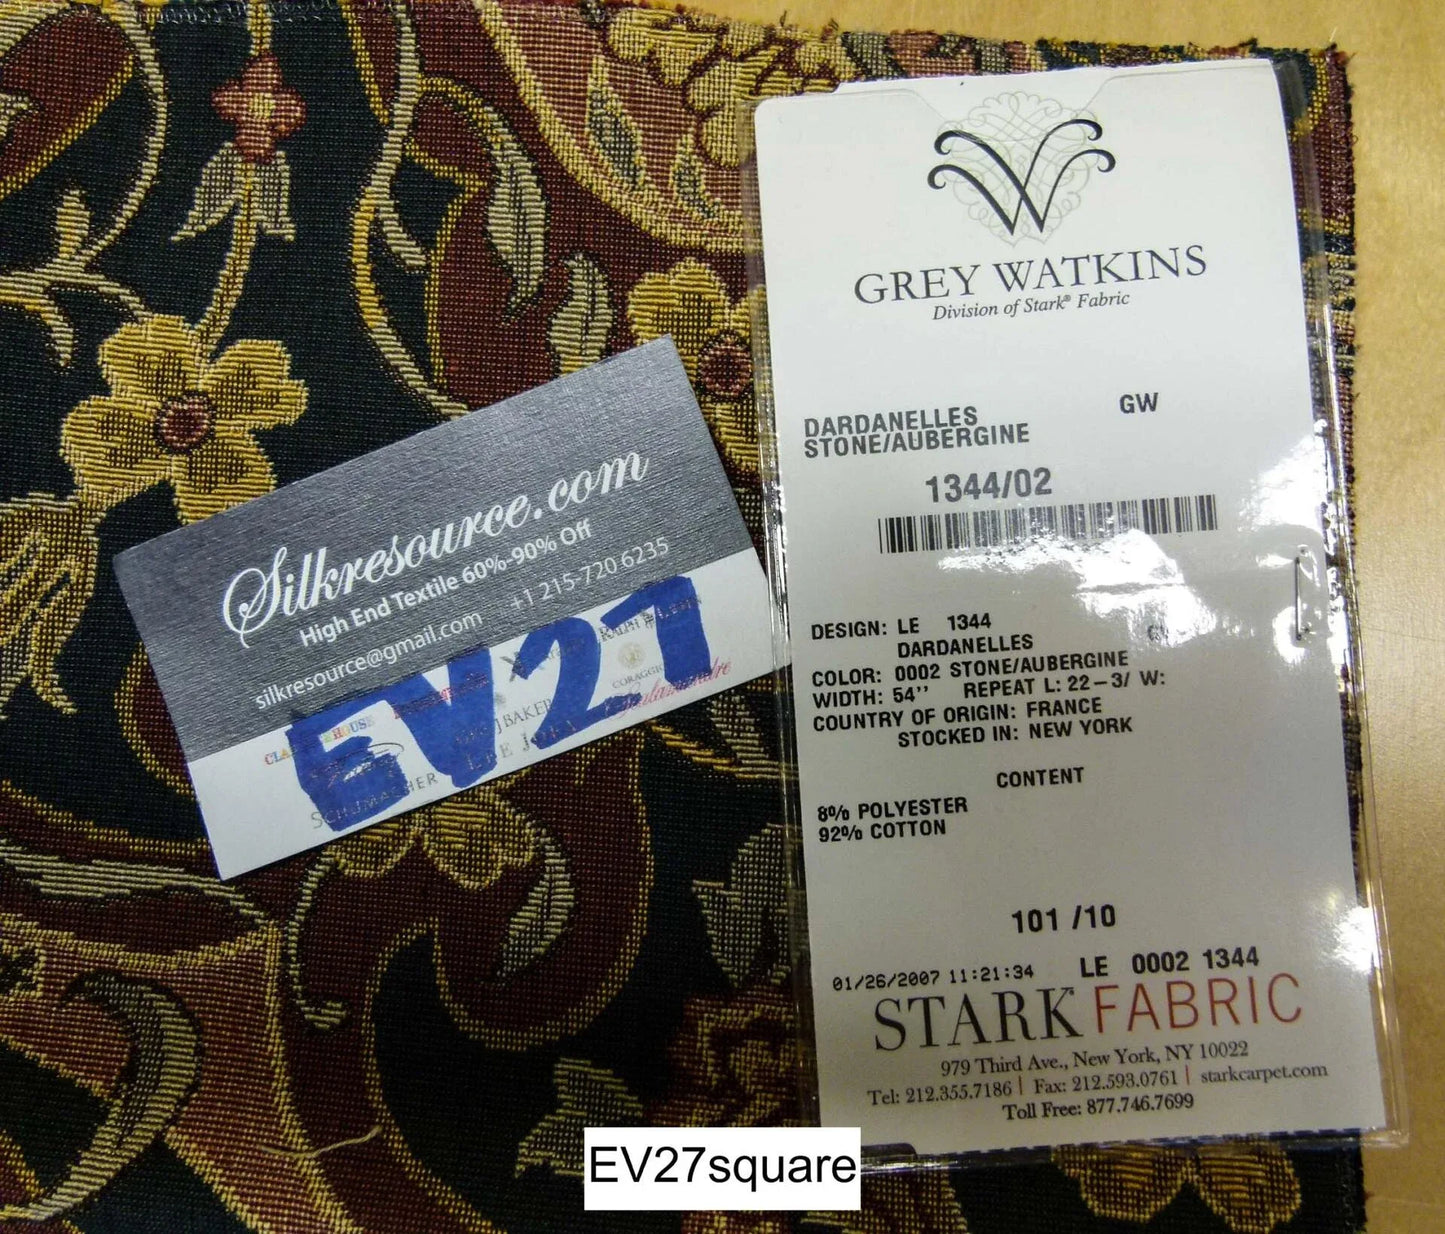 W
GREY WATKINS
Division of Stark® Fabric
DARDANELLES GW
STONE/AUBERGINE
1344/02
DESIGN: LE 1344
DARDANELLES
COLOR: 0002 STONE/AUBERGINE
WIDTH: 54'' REPEAT L: 22-3/ W:
COUNTRY OF ORIGIN: FRANCE
STOCKED IN: NEW YORK
CONTENT
8% POLYESTER
92% COTTON
101 /10
01/26/2007 11:21:34 LE 0002 1344
STARK FABRIC
979 Third Ave., New York, NY 10022
Tel: 212.355.7186 | Fax: 212.593.0761 | starkcarpet.com
Toll Free: 877.746.7699
Silkresource.com
High End Textile 60%-90% Off
silkresource@gmail.com +1 215-720 6235
EV27
SCHUMACHER
J BAKER
CORAGGIO
EV27square